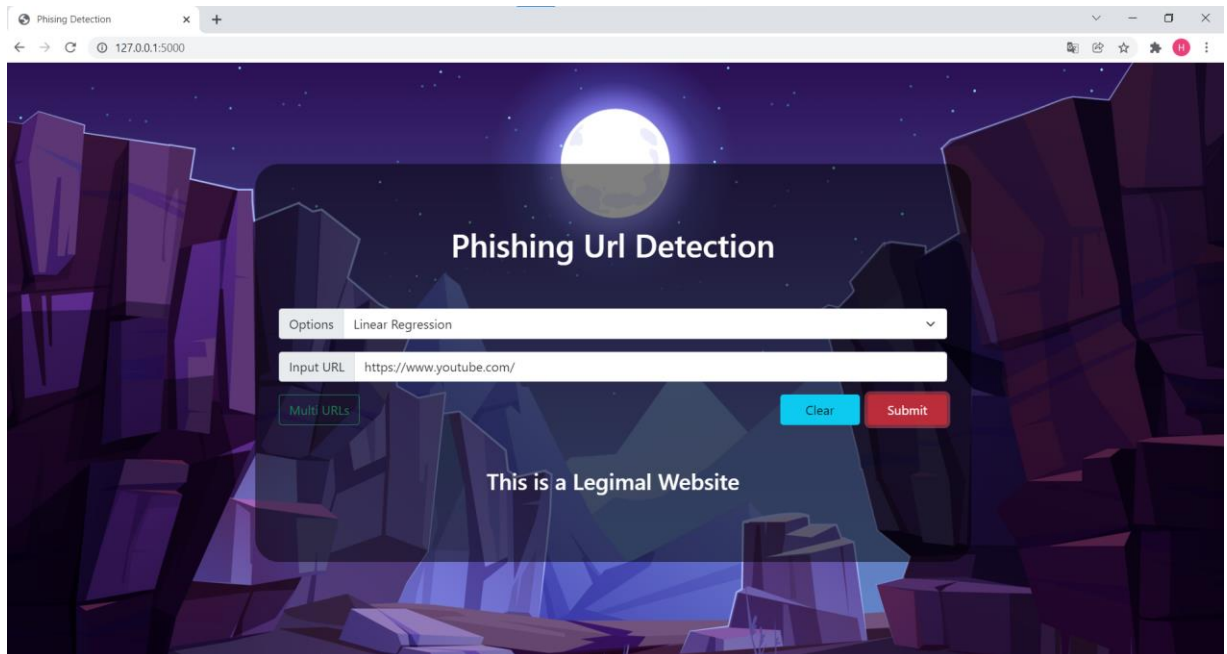 Phising Detection
127.0.0.1:5000
H
Phishing Url Detection
Options Linear Regression
Input URL https://www.youtube.com/
Multi URLs Clear Submit
This is a Legimal Website